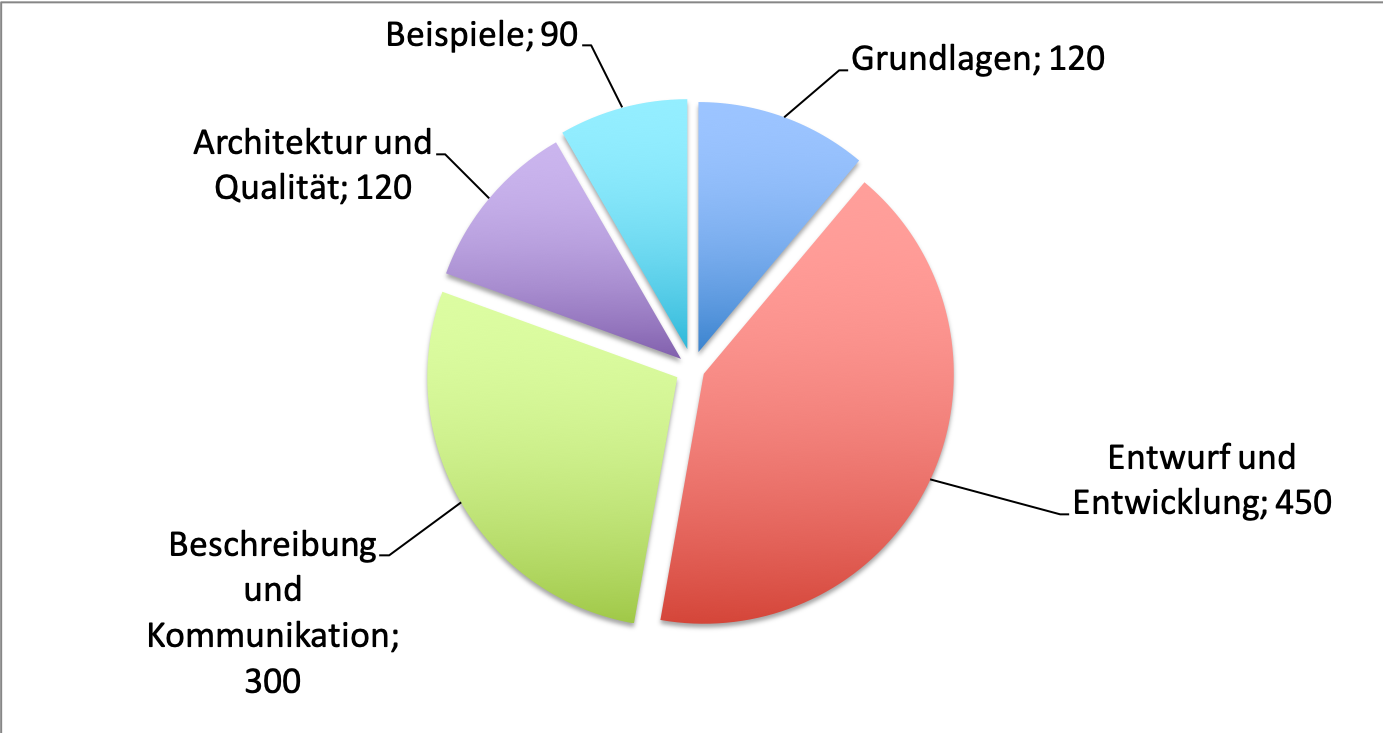 Beispiele; 90
Grundlagen; 120
Architektur und
Qualität; 120
Entwurf und
Entwicklung; 450
Beschreibung
und
Kommunikation;
300